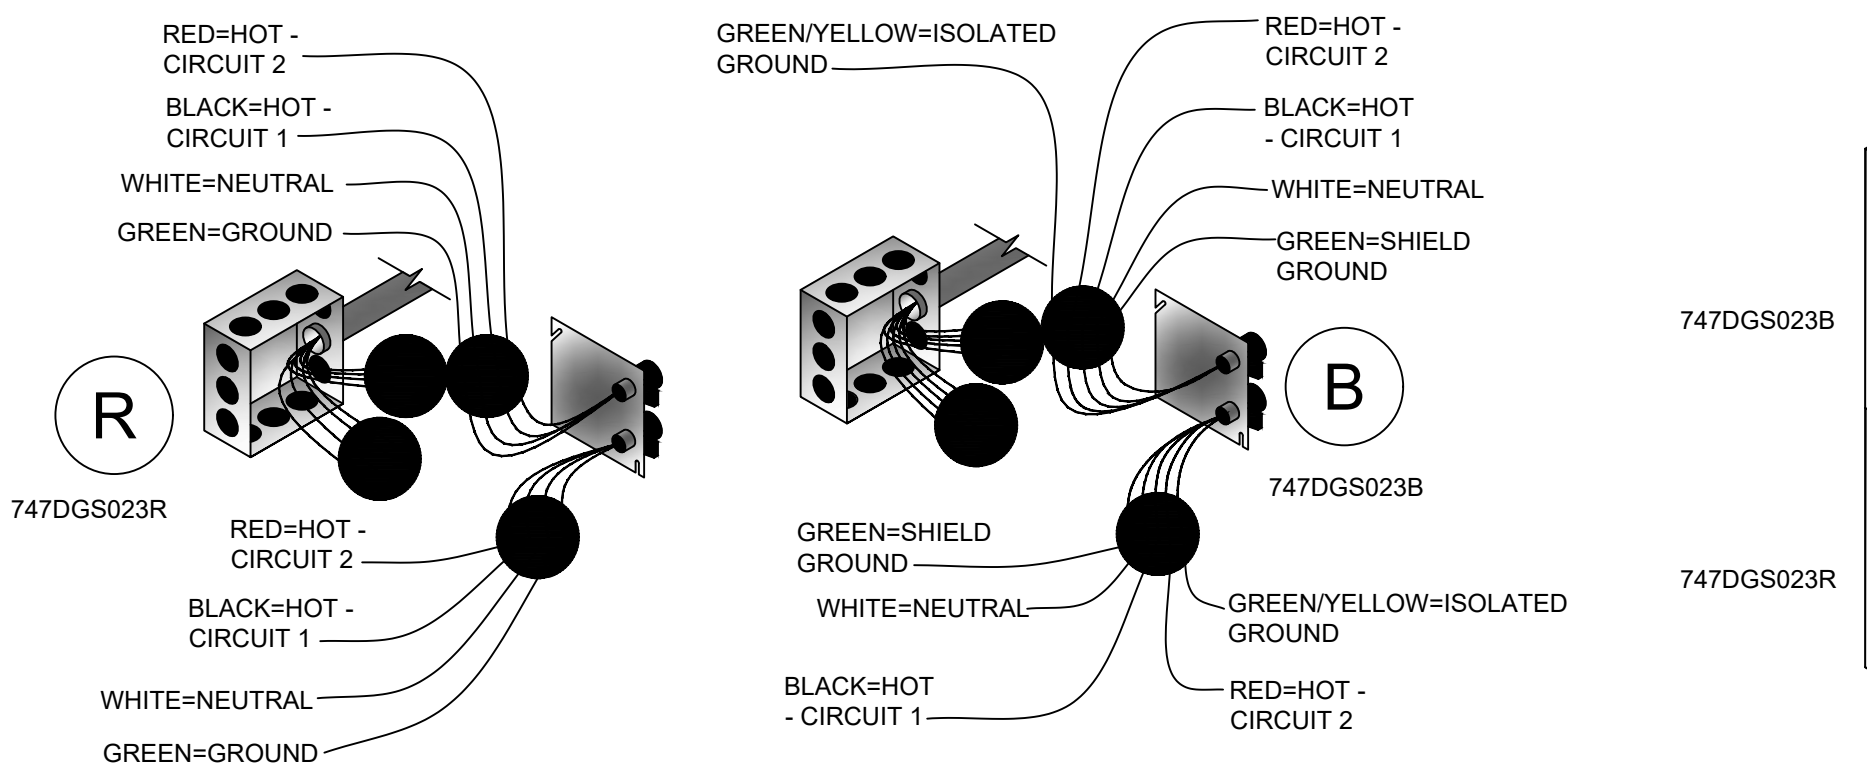 RED=HOT -
CIRCUIT 2
BLACK=HOT -
CIRCUIT 1
WHITE=NEUTRAL
GREEN=GROUND
R
747DGS023R
RED=HOT -
CIRCUIT 2
BLACK=HOT -
CIRCUIT 1
WHITE=NEUTRAL
GREEN=GROUND
GREEN/YELLOW=ISOLATED
GROUND
RED=HOT -
CIRCUIT 2
BLACK=HOT
- CIRCUIT 1
WHITE=NEUTRAL
GREEN=SHIELD
GROUND
B
747DGS023B
GREEN=SHIELD
GROUND
WHITE=NEUTRAL
BLACK=HOT
- CIRCUIT 1
GREEN/YELLOW=ISOLATED
GROUND
RED=HOT -
CIRCUIT 2
747DGS023B
747DGS023R